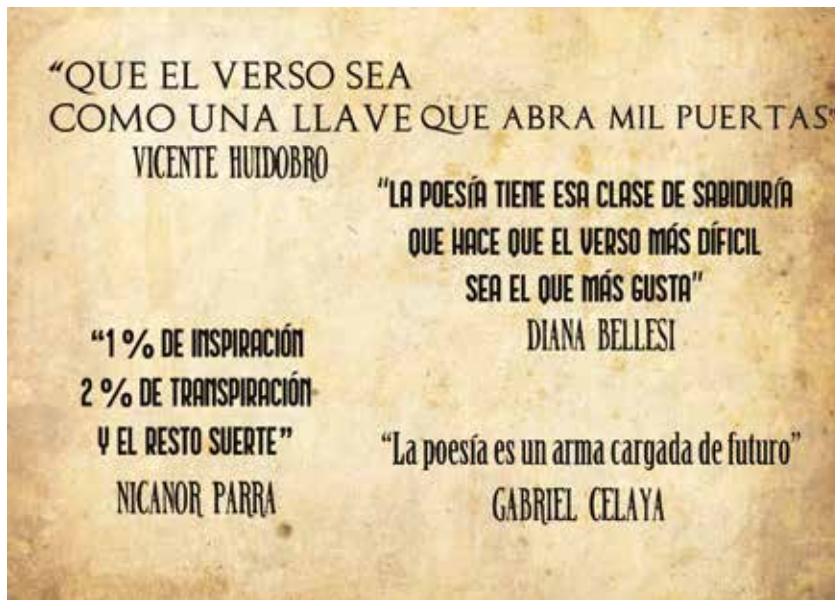 “QUE EL VERSO SEA
COMO UNA LLAVE QUE ABRA MIL PUERTAS"
VICENTE HUIDOBRO
"LA POESÍA TIENE ESA CLASE DE SABIDURÍA
QUE HACE QUE EL VERSO MÁS DÍFICIL
SEA EL QUE MÁS GUSTA"
DIANA BELLESI
“1 % DE INSPIRACIÓN
2 % DE TRANSPIRACIÓN
Y EL RESTO SUERTE”
NICANOR PARRA
“La poesía es un arma cargada de futuro”
GABRIEL CELAYA